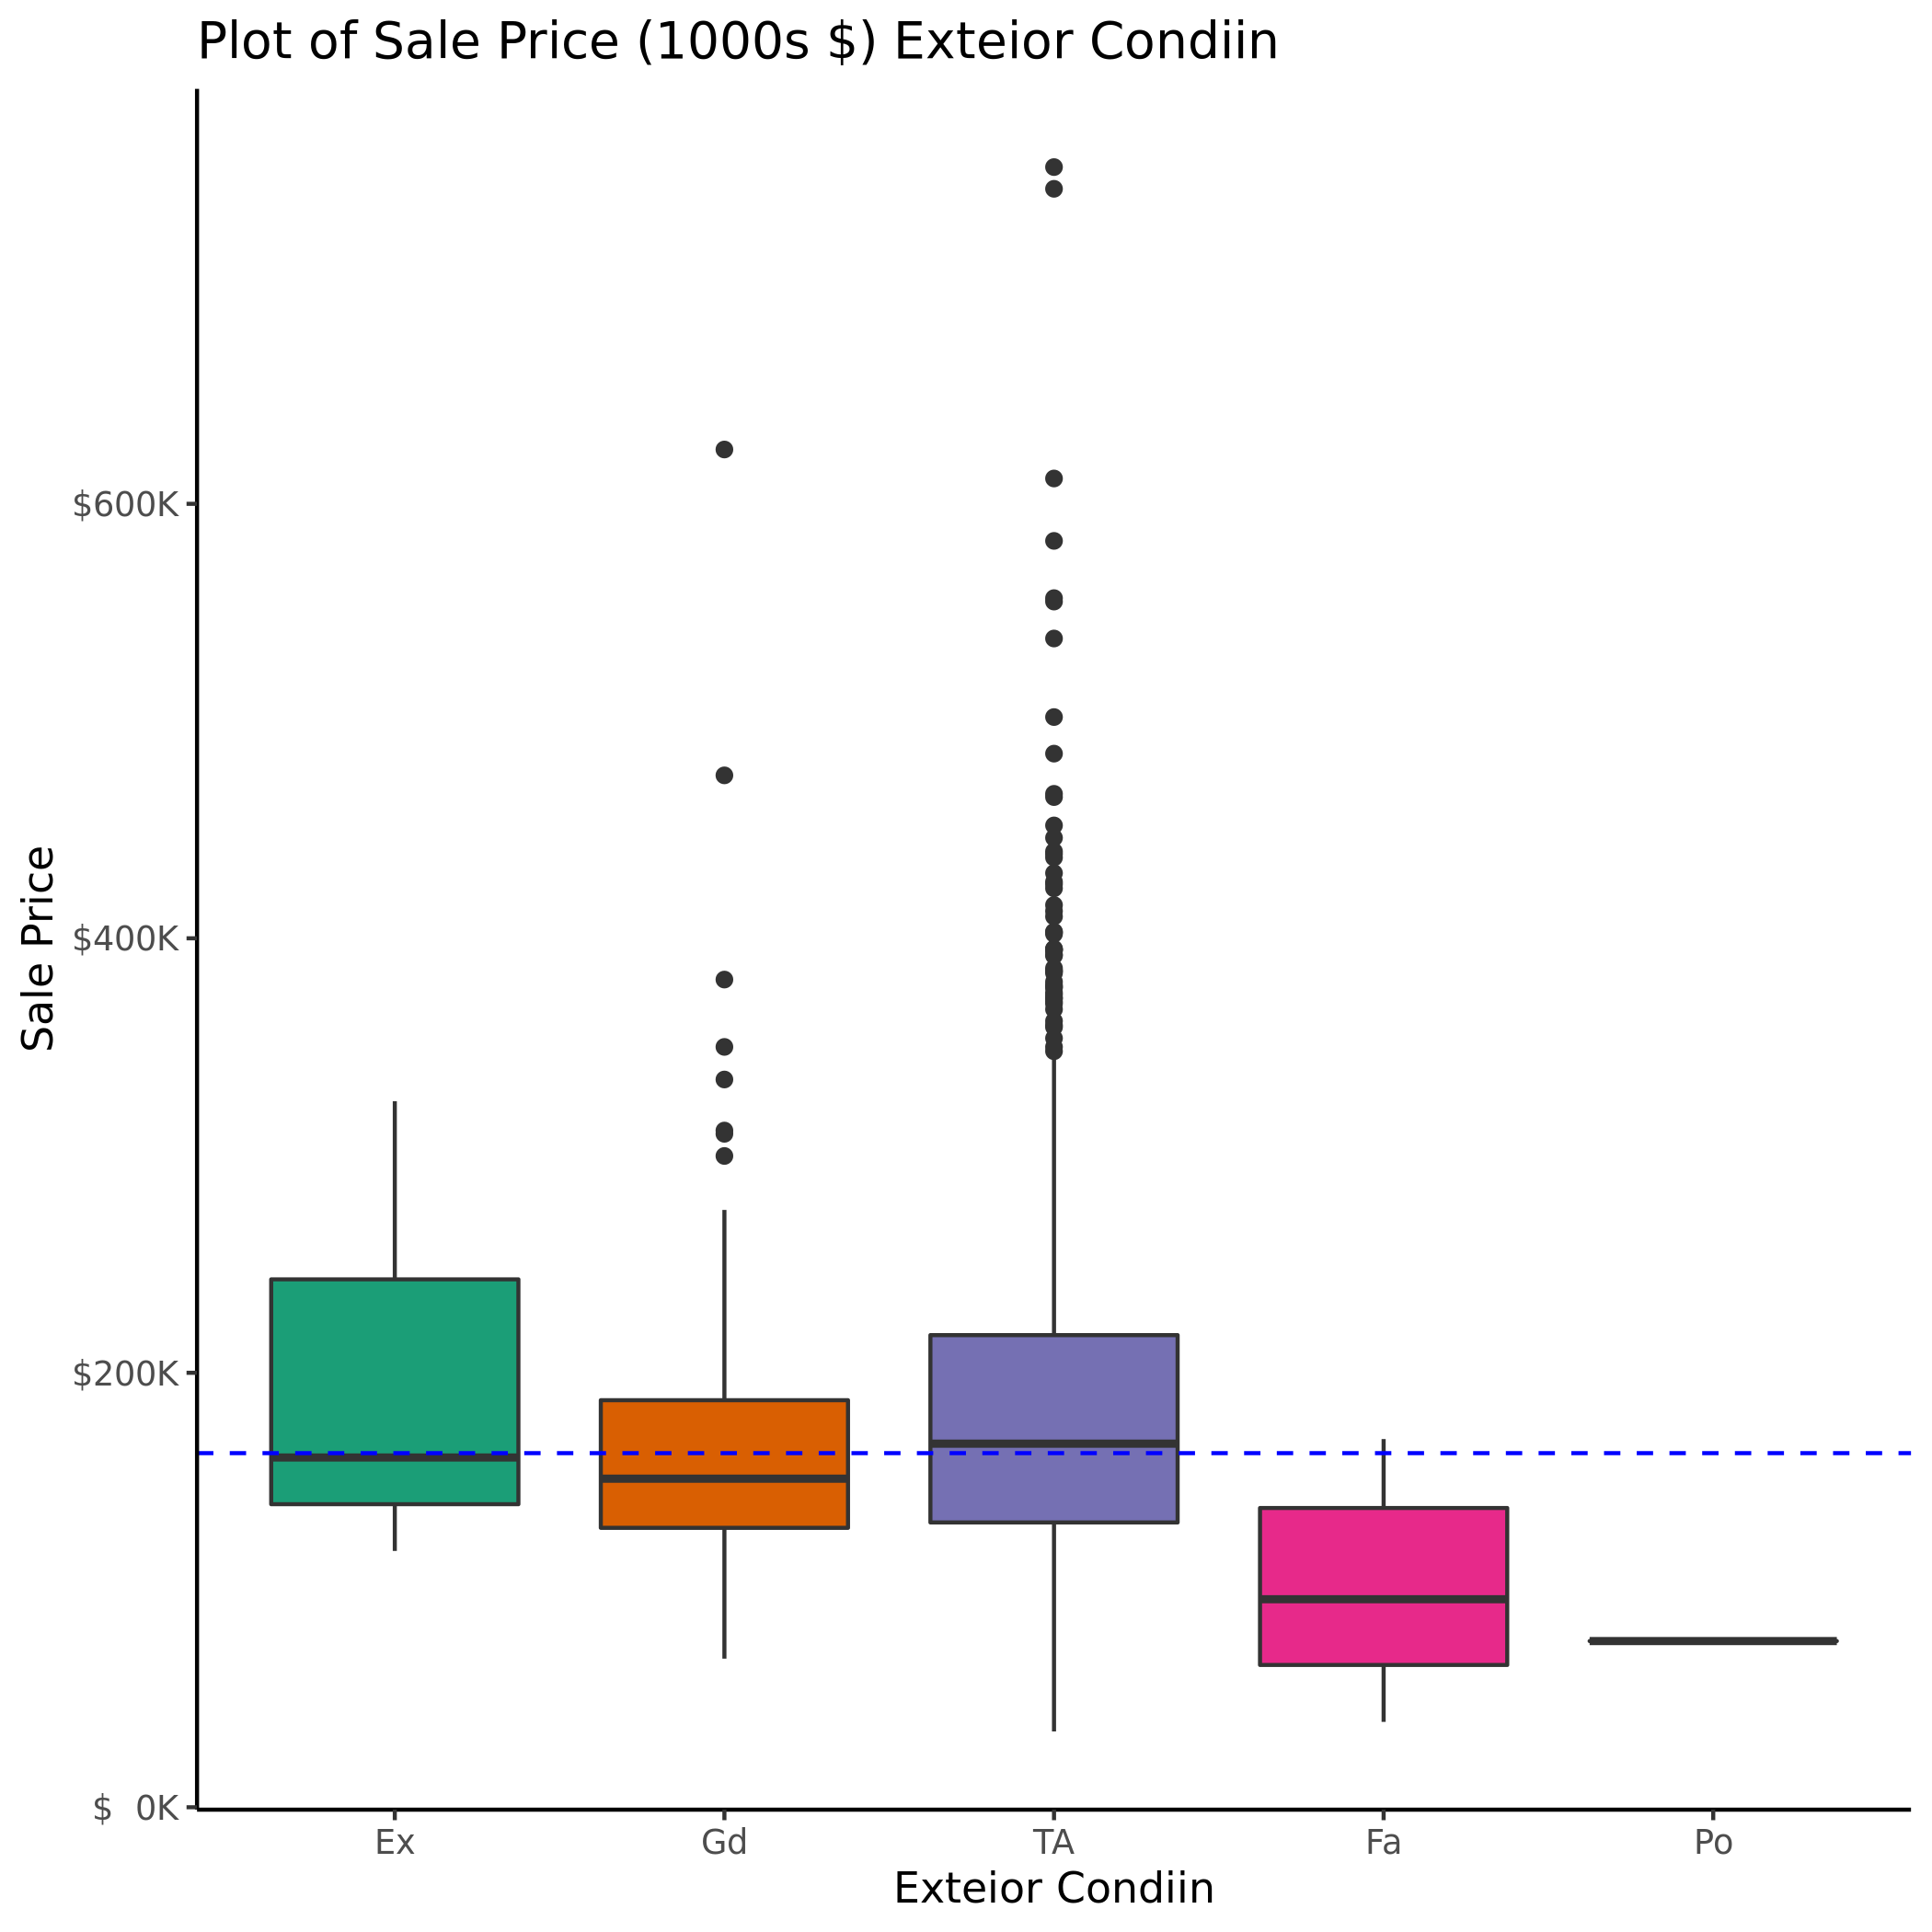 Plot of Sale Price (1000s $) Exteior Condiin
Sale Price
$600K
$400K
$200K
$  0K
Ex
Gd
TA
Fa
Po
Exteior Condiin